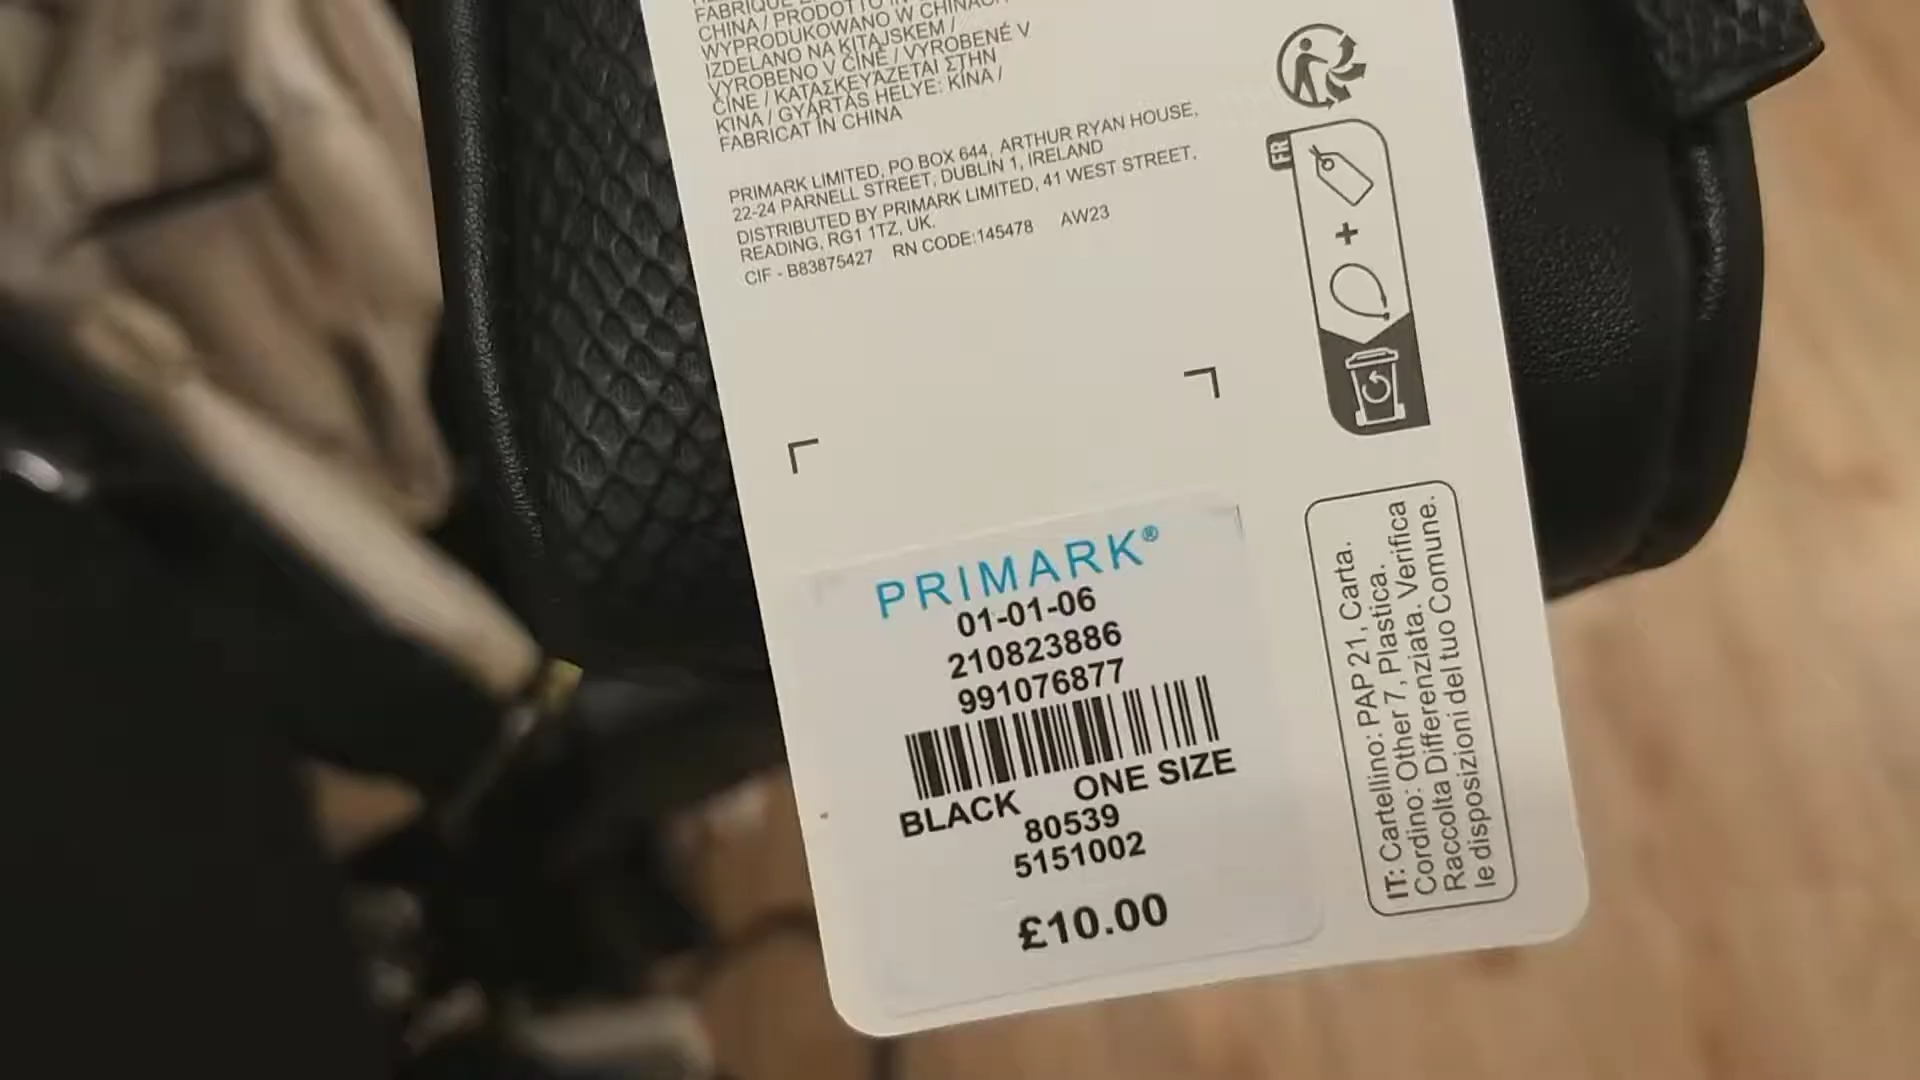 CHINA / PRODOTTO IN
WYPRODUKOWANO W CHINACH
IZDELANO NA KITAJSKEM /
VYROBENO V ČÍNĚ / VYROBENÉ V
ČÍNE / ΚΑΤΑΣΚΕΥΆΖΕΤΑΙ ΣΤΗΝ
ΚΊΝΑ / GYÁRTÁS HELYE: KÍNA /
FABRICAT ÎN CHINA
PRIMARK LIMITED, PO BOX 644, ARTHUR RYAN HOUSE,
22-24 PARNELL STREET, DUBLIN 1, IRELAND
DISTRIBUTED BY PRIMARK LIMITED, 41 WEST STREET,
READING, RG1 1TZ, UK.
CIF - B83875427 RN CODE:145478 AW23
FR
+
PRIMARK®
01-01-06
210823886
991076877
BLACK ONE SIZE
80539
5151002
£10.00
IT: Cartellino: PAP 21, Carta.
Cordino: Other 7, Plastica.
Raccolta Differenziata. Verifica
le disposizioni del tuo Comune.